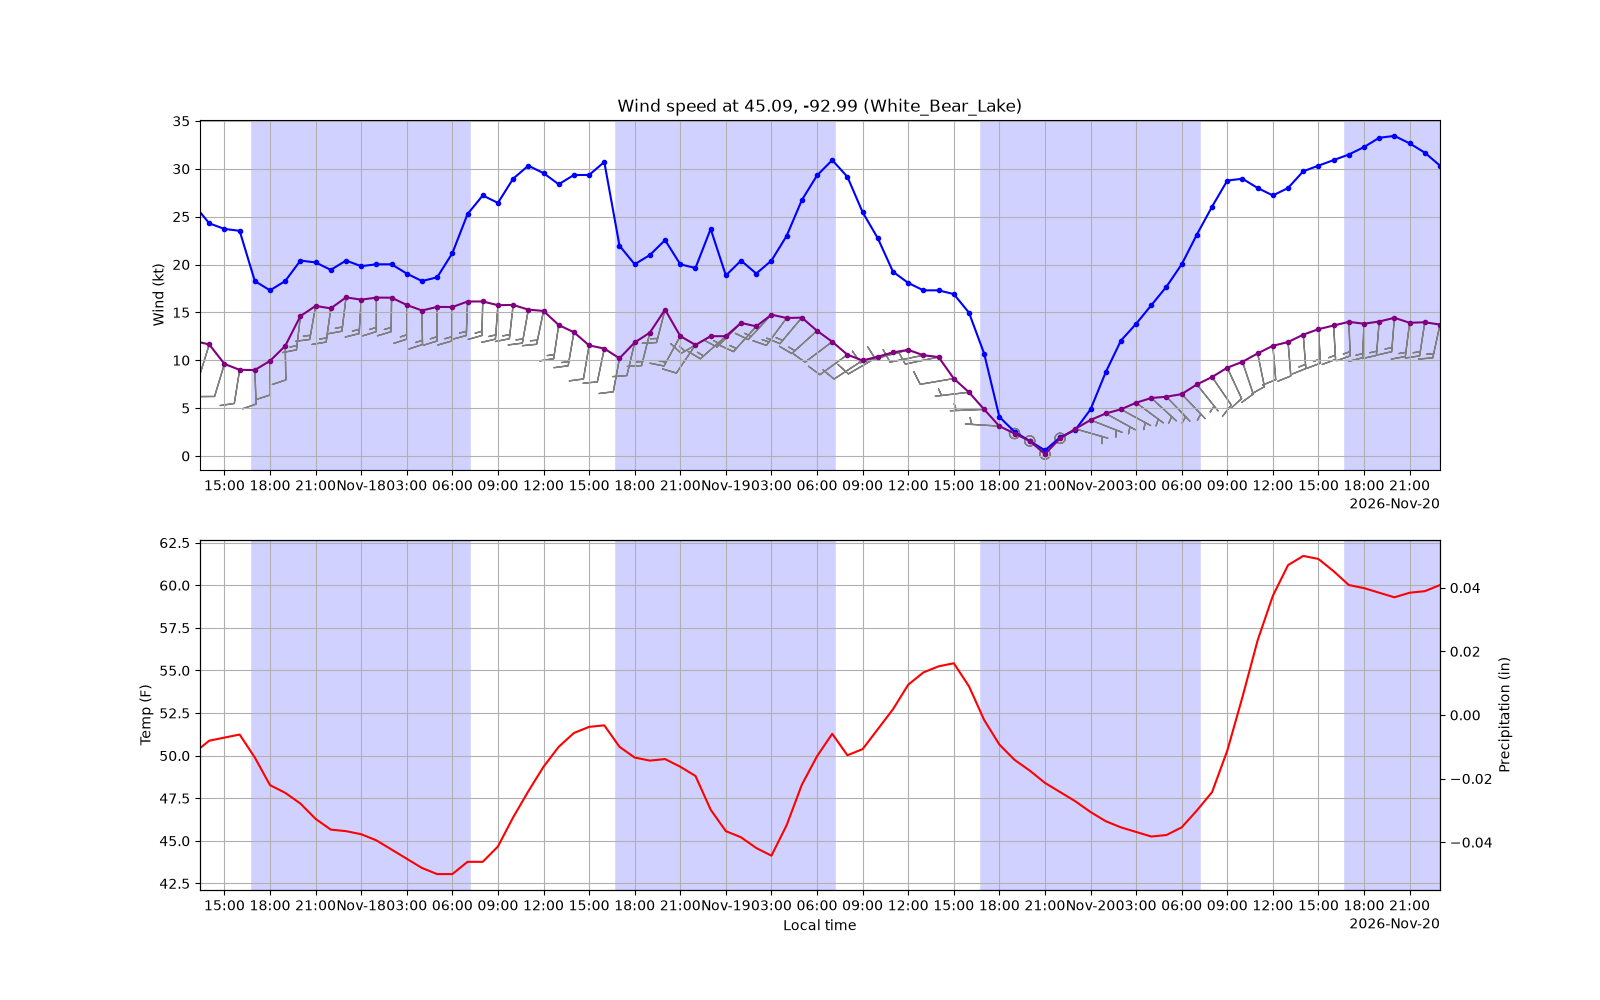 Wind speed at 45.09, -92.99 (White_Bear_Lake)
35
30
25
20
15
10
5
0
Wind (kt)
15:00 18:00 21:00 Nov-18 03:00 06:00 09:00 12:00 15:00 18:00 21:00 Nov-19 03:00 06:00 09:00 12:00 15:00 18:00 21:00 Nov-20 03:00 06:00 09:00 12:00 15:00 18:00 21:00
2026-Nov-20
62.5
60.0
57.5
55.0
52.5
50.0
47.5
45.0
42.5
Temp (F)
0.04
0.02
0.00
−0.02
−0.04
Precipitation (in)
15:00 18:00 21:00 Nov-18 03:00 06:00 09:00 12:00 15:00 18:00 21:00 Nov-19 03:00 06:00 09:00 12:00 15:00 18:00 21:00 Nov-20 03:00 06:00 09:00 12:00 15:00 18:00 21:00
2026-Nov-20
Local time